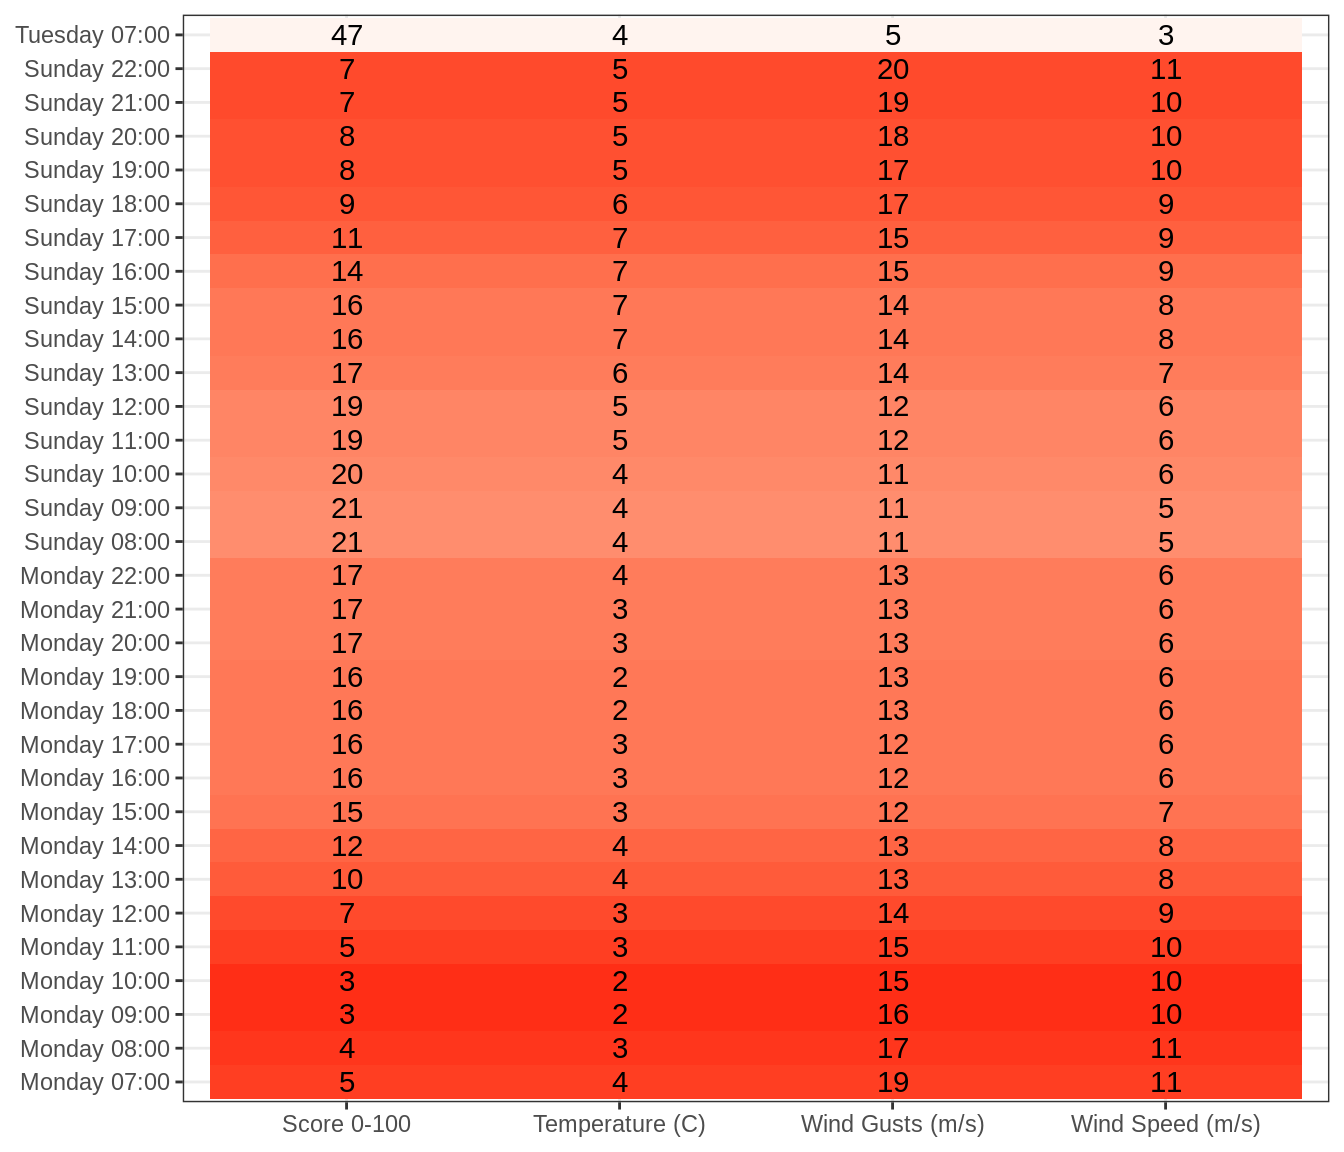 Tuesday 07:00 47 4 5 3
Sunday 22:00 7 5 20 11
Sunday 21:00 7 5 19 10
Sunday 20:00 8 5 18 10
Sunday 19:00 8 5 17 10
Sunday 18:00 9 6 17 9
Sunday 17:00 11 7 15 9
Sunday 16:00 14 7 15 9
Sunday 15:00 16 7 14 8
Sunday 14:00 16 7 14 8
Sunday 13:00 17 6 14 7
Sunday 12:00 19 5 12 6
Sunday 11:00 19 5 12 6
Sunday 10:00 20 4 11 6
Sunday 09:00 21 4 11 5
Sunday 08:00 21 4 11 5
Monday 22:00 17 4 13 6
Monday 21:00 17 3 13 6
Monday 20:00 17 3 13 6
Monday 19:00 16 2 13 6
Monday 18:00 16 2 13 6
Monday 17:00 16 3 12 6
Monday 16:00 16 3 12 6
Monday 15:00 15 3 12 7
Monday 14:00 12 4 13 8
Monday 13:00 10 4 13 8
Monday 12:00 7 3 14 9
Monday 11:00 5 3 15 10
Monday 10:00 3 2 15 10
Monday 09:00 3 2 16 10
Monday 08:00 4 3 17 11
Monday 07:00 5 4 19 11
Score 0-100 Temperature (C) Wind Gusts (m/s) Wind Speed (m/s)